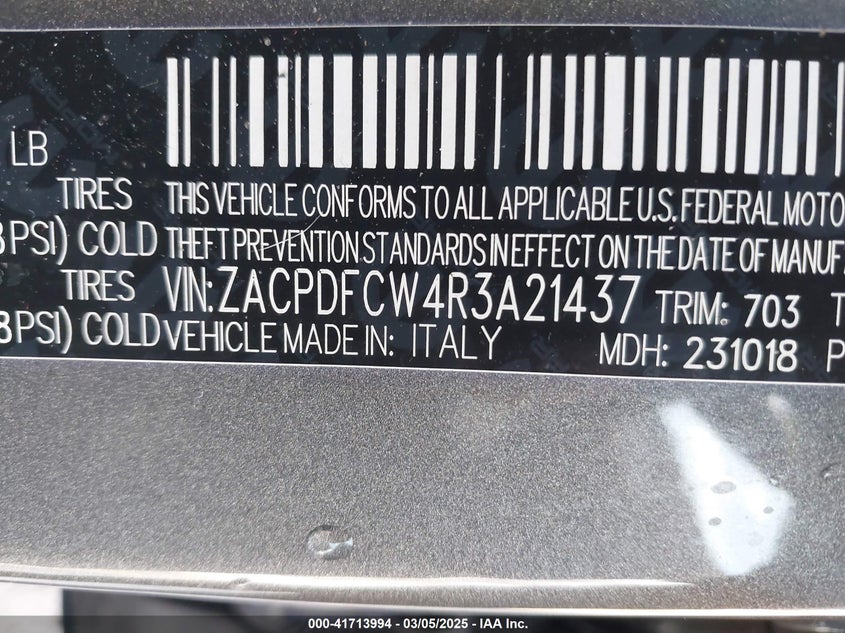 LB
TIRES THIS VEHICLE CONFORMS TO ALL APPLICABLE U.S. FEDERAL MOTO
8 PSI) COLD THEFT PREVENTION STANDARDS IN EFFECT ON THE DATE OF MANUF
TIRES VIN: ZACPDFCW4R3A21437 TRIM: 703 T
8 PSI) COLD VEHICLE MADE IN: ITALY MDH: 231018 P
000-41713994 — 03/05/2025 — IAA Inc.